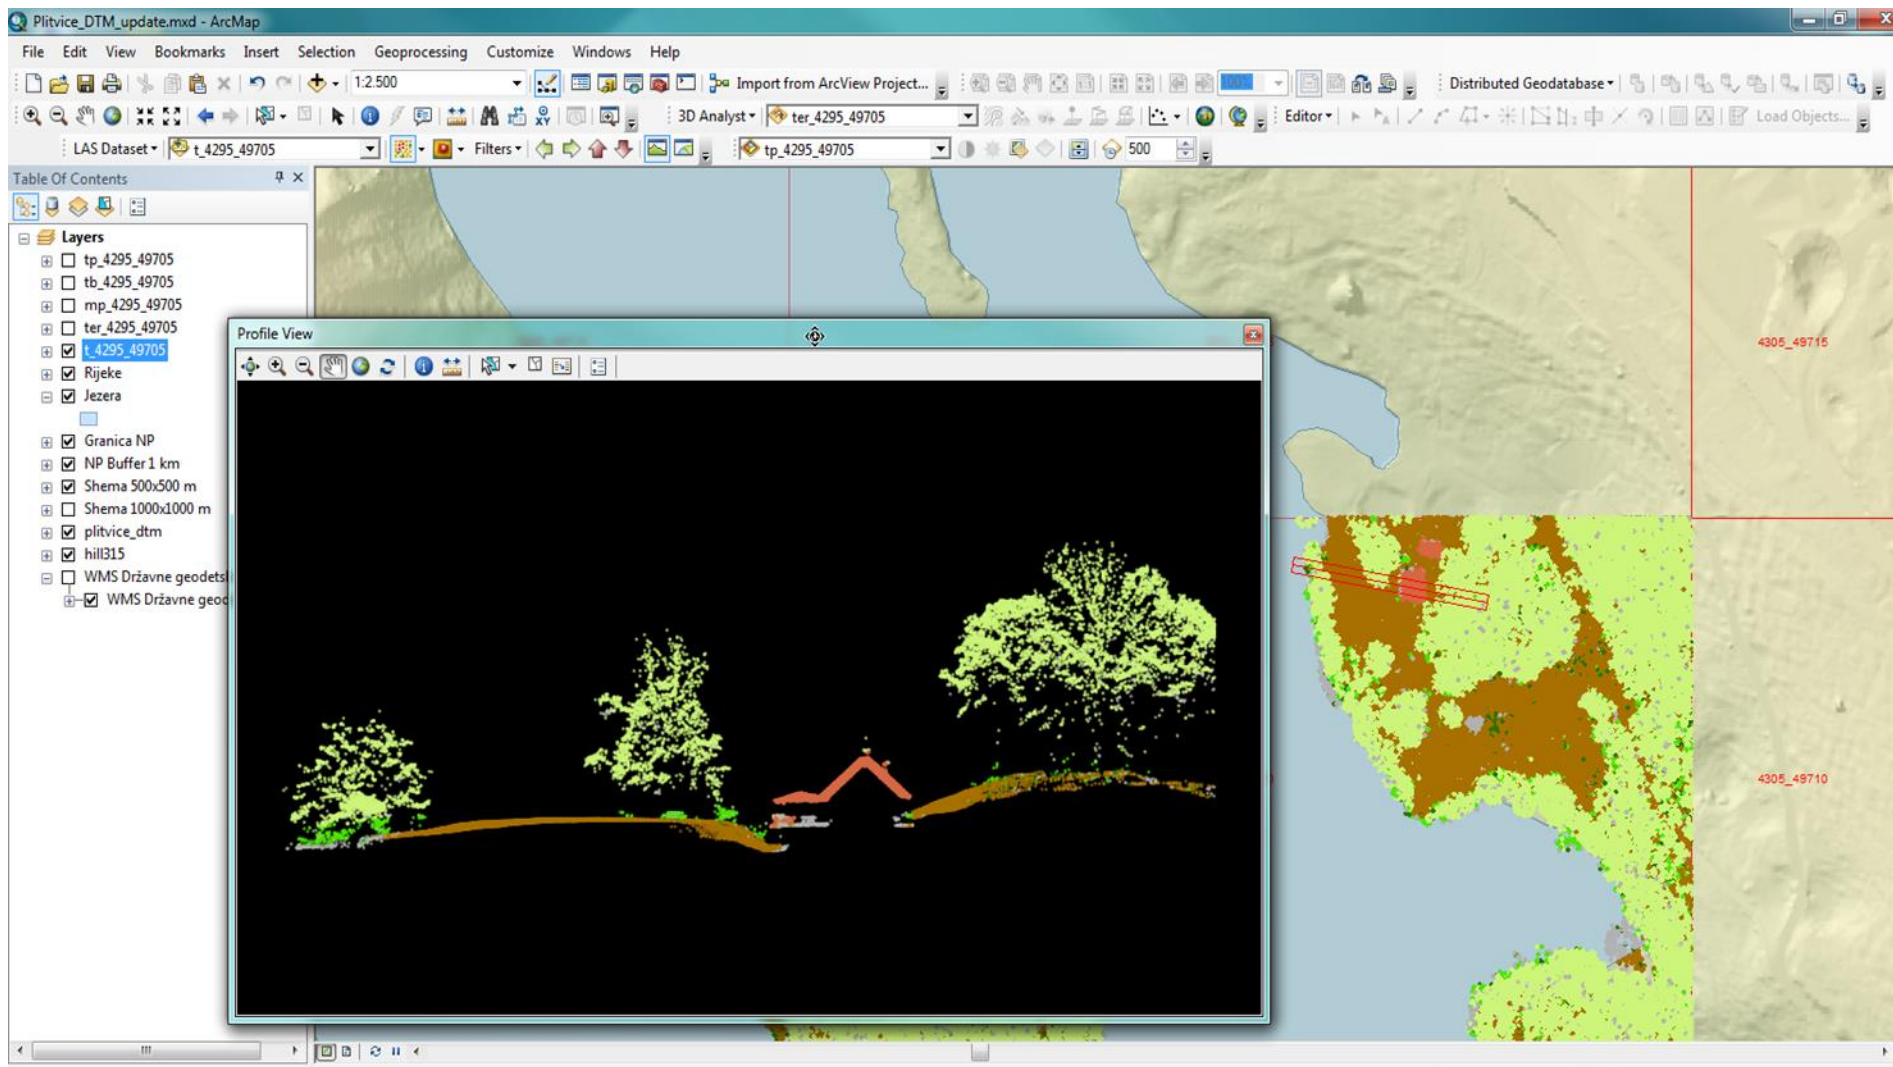 Plitvice_DTM_update.mxd - ArcMap
File Edit View Bookmarks Insert Selection Geoprocessing Customize Windows Help
1:2.500 Import from ArcView Project... 100% Distributed Geodatabase
3D Analyst ter_4295_49705 Editor Load Objects...
LAS Dataset t_4295_49705 Filters tp_4295_49705 500
Table Of Contents
Layers
tp_4295_49705
tb_4295_49705
mp_4295_49705
ter_4295_49705
t_4295_49705
Rijeke
Jezera
Granica NP
NP Buffer 1 km
Shema 500x500 m
Shema 1000x1000 m
plitvice_dtm
hill315
WMS Državne geodets
WMS Državne geod
Profile View
4305_49715
4305_49710